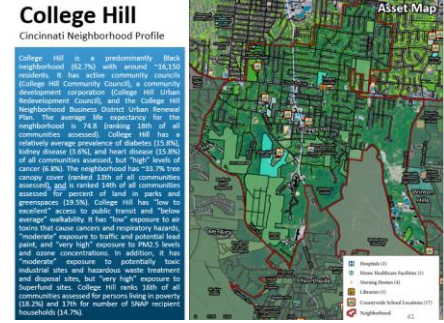 College Hill
Cincinnati Neighborhood Profile
College Hill is a predominantly Black
neighborhood (62.7%) with around ~16,150
residents. It has active community councils
(College Hill Community Council), a community
development corporation (College Hill Urban
Redevelopment Council), and the College Hill
Neighborhood Business District Urban Renewal
Plan. The average life expectancy for the
neighborhood is 74.8 (ranking 18th of all
communities assessed). College Hill has a
relatively average prevalence of diabetes (15.8%),
kidney disease (3.6%), and heart disease (15.8%)
of all communities assessed, but "high" levels of
cancer (6.8%). The neighborhood has ~33.7% tree
canopy cover (ranked 13th of all communities
assessed), and is ranked 14th of all communities
assessed for percent of land in parks and
greenspaces (19.5%). College Hill has "low to
excellent" access to public transit and "below
average" walkability. It has "low" exposure to air
toxins that cause cancers and respiratory hazards,
"moderate" exposure to traffic and potential lead
paint, and "very high" exposure to PM2.5 levels
and ozone concentrations. In addition, it has
"moderate" exposure to potentially toxic
industrial sites and hazardous waste treatment
and disposal sites, but "very high" exposure to
Superfund sites. College Hill ranks 16th of all
communities assessed for persons living in poverty
(18.2%) and 17th for number of SNAP recipient
households (14.7%).
Asset Map
College Hill
Winton
Hills
Northside
Hospitals (2)
Home Healthcare Facilities (1)
Nursing Homes (4)
Libraries (1)
Countywide School Locations (17)
Neighborhood
41